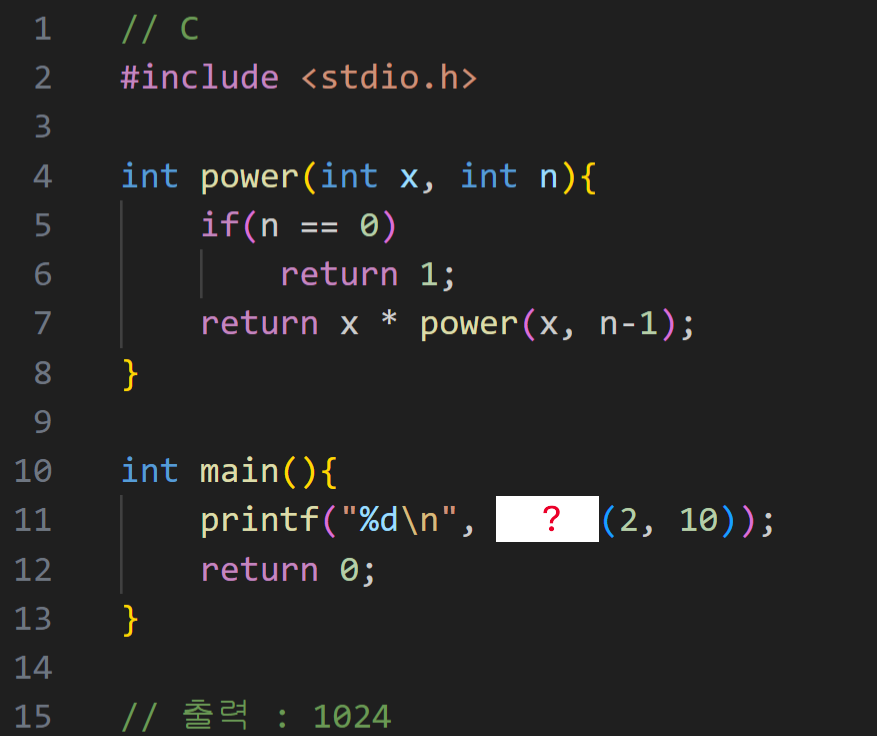 1 // C
2 #include <stdio.h>
3
4 int power(int x, int n){
5     if(n == 0)
6         return 1;
7     return x * power(x, n-1);
8 }
9
10 int main(){
11     printf("%d\n", ? (2, 10));
12     return 0;
13 }
14
15 // 출력 : 1024